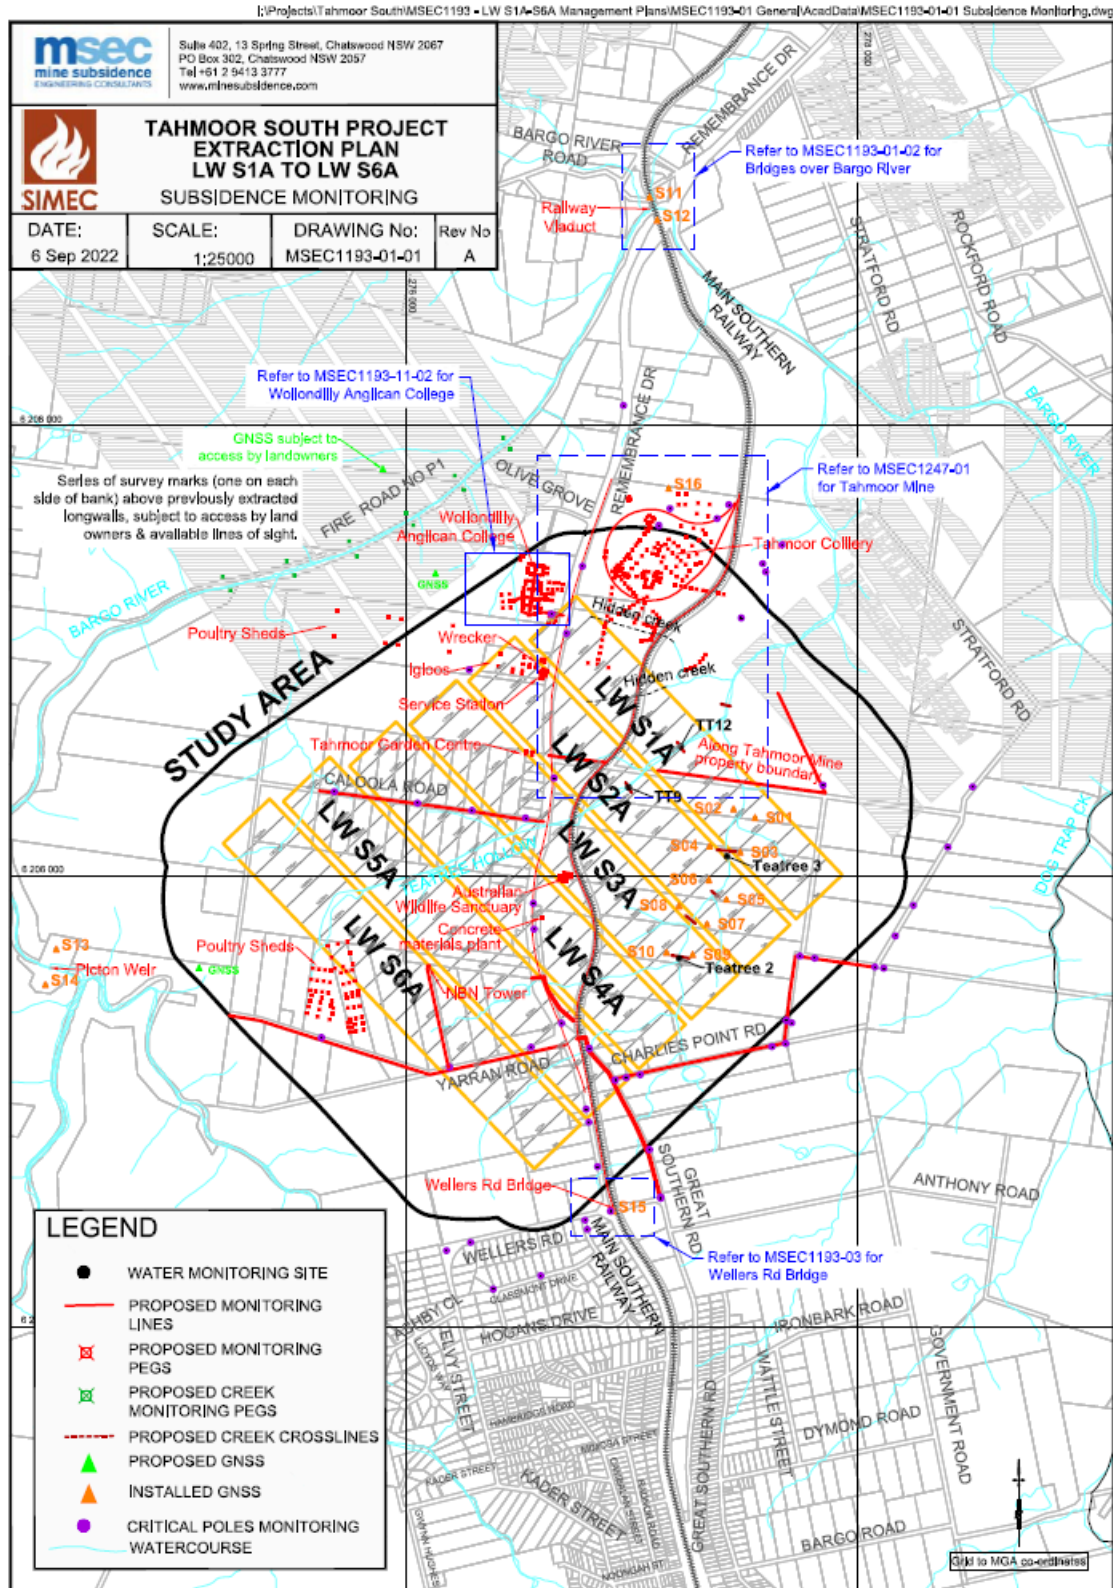 I:\Projects\Tahmoor South\MSEC1193 - LW S1A-S6A Management Plans\MSEC1193-01 General\AcadData\MSEC1193-01-01 Subsidence Monitoring.dwg
msec
mine subsidence
ENGINEERING CONSULTANTS
Suite 402, 13 Spring Street, Chatswood NSW 2067
PO Box 302, Chatswood NSW 2057
Tel +61 2 9413 3777
www.minesubsidence.com
SIMEC
TAHMOOR SOUTH PROJECT
EXTRACTION PLAN
LW S1A TO LW S6A
SUBSIDENCE MONITORING
DATE:
6 Sep 2022
SCALE:
1:25000
DRAWING No:
MSEC1193-01-01
Rev No
A
278 000
276 000
REMEMBRANCE DR
BARGO RIVER
ROAD
Refer to MSEC1193-01-02 for
Bridges over Bargo River
S11
S12
Railway
Viaduct
STRATFORD RD
ROCKFORD ROAD
MAIN SOUTHERN
RAILWAY
BARGO RIVER
Refer to MSEC1193-11-02 for
Wollondilly Anglican College
REMEMBRANCE DR
6 208 000
GNSS subject to
access by landowners
Series of survey marks (one on each
side of bank) above previously extracted
longwalls, subject to access by land
owners & available lines of sight.
FIRE ROAD NO P1
OLIVE GROVE
Refer to MSEC1247-01
for Tahmoor Mine
S16
Wollondilly
Anglican College
Tahmoor Colliery
GNSS
BARGO RIVER
Poultry Sheds
Hidden creek
Hidden creek
Wrecker
Igloos
Service Station
STUDY AREA
STRATFORD RD
LW S1A
TT12
Tahmoor Garden Centre
Along Tahmoor Mine
property boundary
LW S2A
CALOOLA ROAD
TT9
S02
S01
LW S5A
LW S3A
S04
S03
Teatree 3
TEATREE HOLLOW
DOG TRAP CK
6 206 000
S06
S05
Australian
Wildlife Sanctuary
S08
S07
Concrete
materials plant
LW S6A
LW S4A
S10
S09
Teatree 2
S13
Picton Weir
S14
Poultry Sheds
GNSS
NBN Tower
CHARLIES POINT RD
YARRAN ROAD
GREAT
SOUTHERN RD
ANTHONY ROAD
Wellers Rd Bridge
S15
MAIN SOUTHERN
RAILWAY
WELLERS RD
Refer to MSEC1193-03 for
Wellers Rd Bridge
LEGEND
WATER MONITORING SITE
PROPOSED MONITORING
LINES
PROPOSED MONITORING
PEGS
PROPOSED CREEK
MONITORING PEGS
PROPOSED CREEK CROSSLINES
PROPOSED GNSS
INSTALLED GNSS
CRITICAL POLES MONITORING
WATERCOURSE
ASHBY CL
ELVY STREET
HOGANS DRIVE
KADER STREET
KADER STREET
GREAT SOUTHERN RD
WATTLE STREET
IRONBARK ROAD
GOVERNMENT ROAD
DYMOND ROAD
BARGO ROAD
Grid to MGA co-ordinates